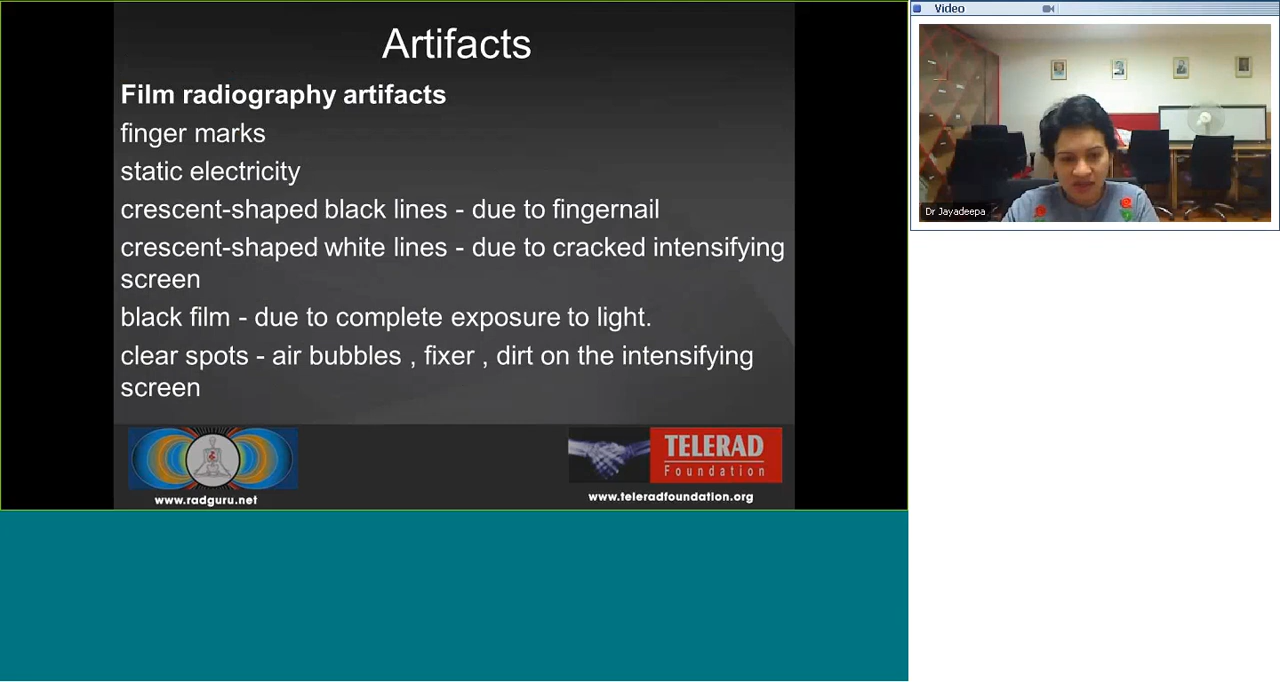 Artifacts
Film radiography artifacts
finger marks
static electricity
crescent-shaped black lines - due to fingernail
crescent-shaped white lines - due to cracked intensifying
screen
black film - due to complete exposure to light.
clear spots - air bubbles , fixer , dirt on the intensifying
screen
www.radguru.net
TELERAD
Foundation
www.teleradfoundation.org
Video
Dr Jayadeepa